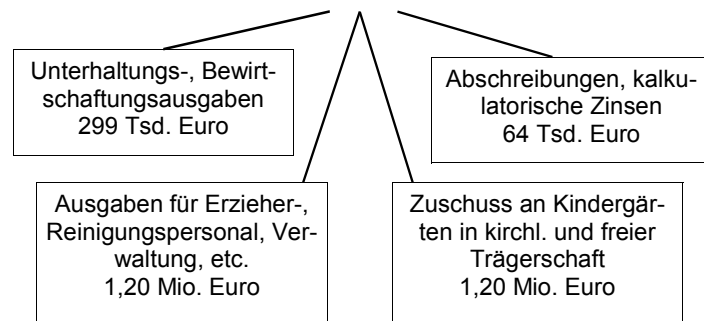 Unterhaltungs-, Bewirt-
schaftungsausgaben
299 Tsd. Euro
Abschreibungen, kalku-
latorische Zinsen
64 Tsd. Euro
Ausgaben für Erzieher-,
Reinigungspersonal, Ver-
waltung, etc.
1,20 Mio. Euro
Zuschuss an Kindergär-
ten in kirchl. und freier
Trägerschaft
1,20 Mio. Euro